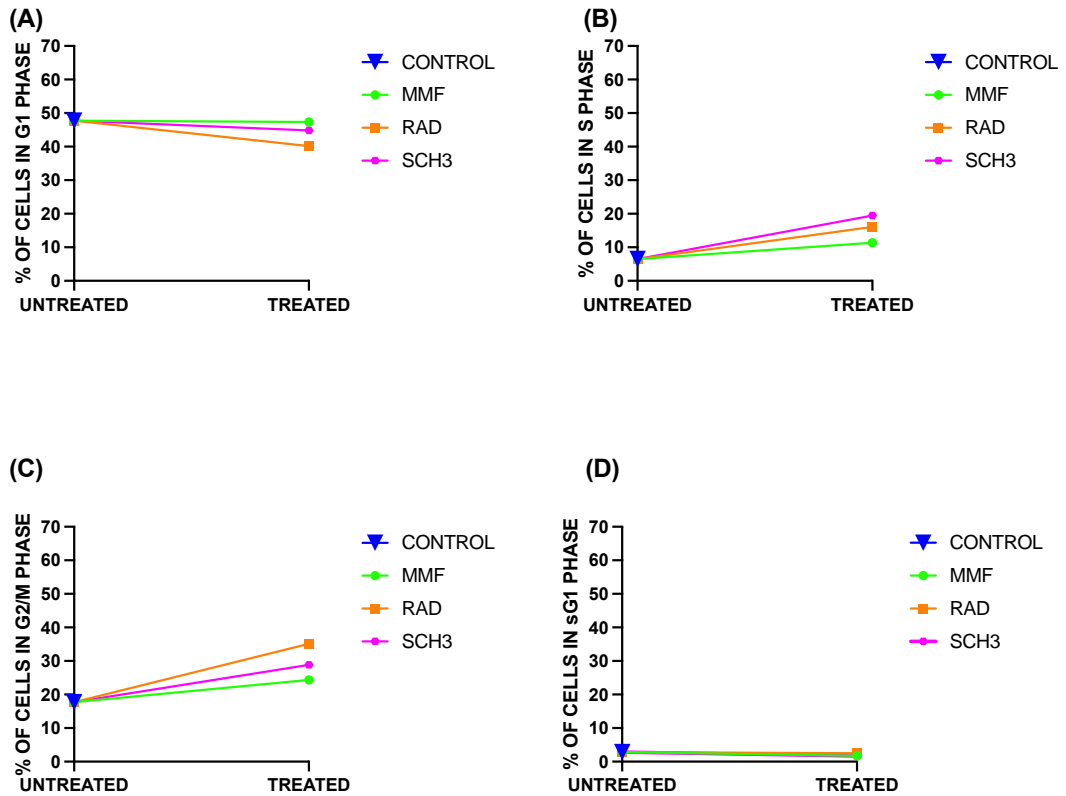 (A)
% OF CELLS IN G1 PHASE
70
60
50
40
30
20
10
0
UNTREATED
TREATED
CONTROL
MMF
RAD
SCH3
(B)
% OF CELLS IN S PHASE
70
60
50
40
30
20
10
0
UNTREATED
TREATED
CONTROL
MMF
RAD
SCH3
(C)
% OF CELLS IN G2/M PHASE
70
60
50
40
30
20
10
0
UNTREATED
TREATED
CONTROL
MMF
RAD
SCH3
(D)
% OF CELLS IN sG1 PHASE
70
60
50
40
30
20
10
0
UNTREATED
TREATED
CONTROL
MMF
RAD
SCH3